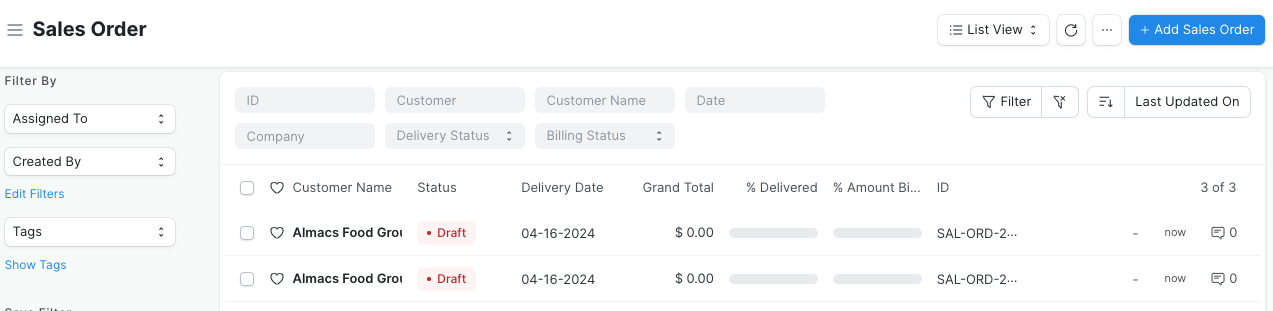 Sales Order
List View
...
+ Add Sales Order
Filter By
Assigned To
Created By
Edit Filters
Tags
Show Tags
ID Customer Customer Name Date
Company Delivery Status Billing Status
Filter
Last Updated On
Customer Name Status Delivery Date Grand Total % Delivered % Amount Bi... ID 3 of 3
Almacs Food Grou Draft 04-16-2024 $ 0.00 SAL-ORD-2... - now 0
Almacs Food Grou Draft 04-16-2024 $ 0.00 SAL-ORD-2... - now 0